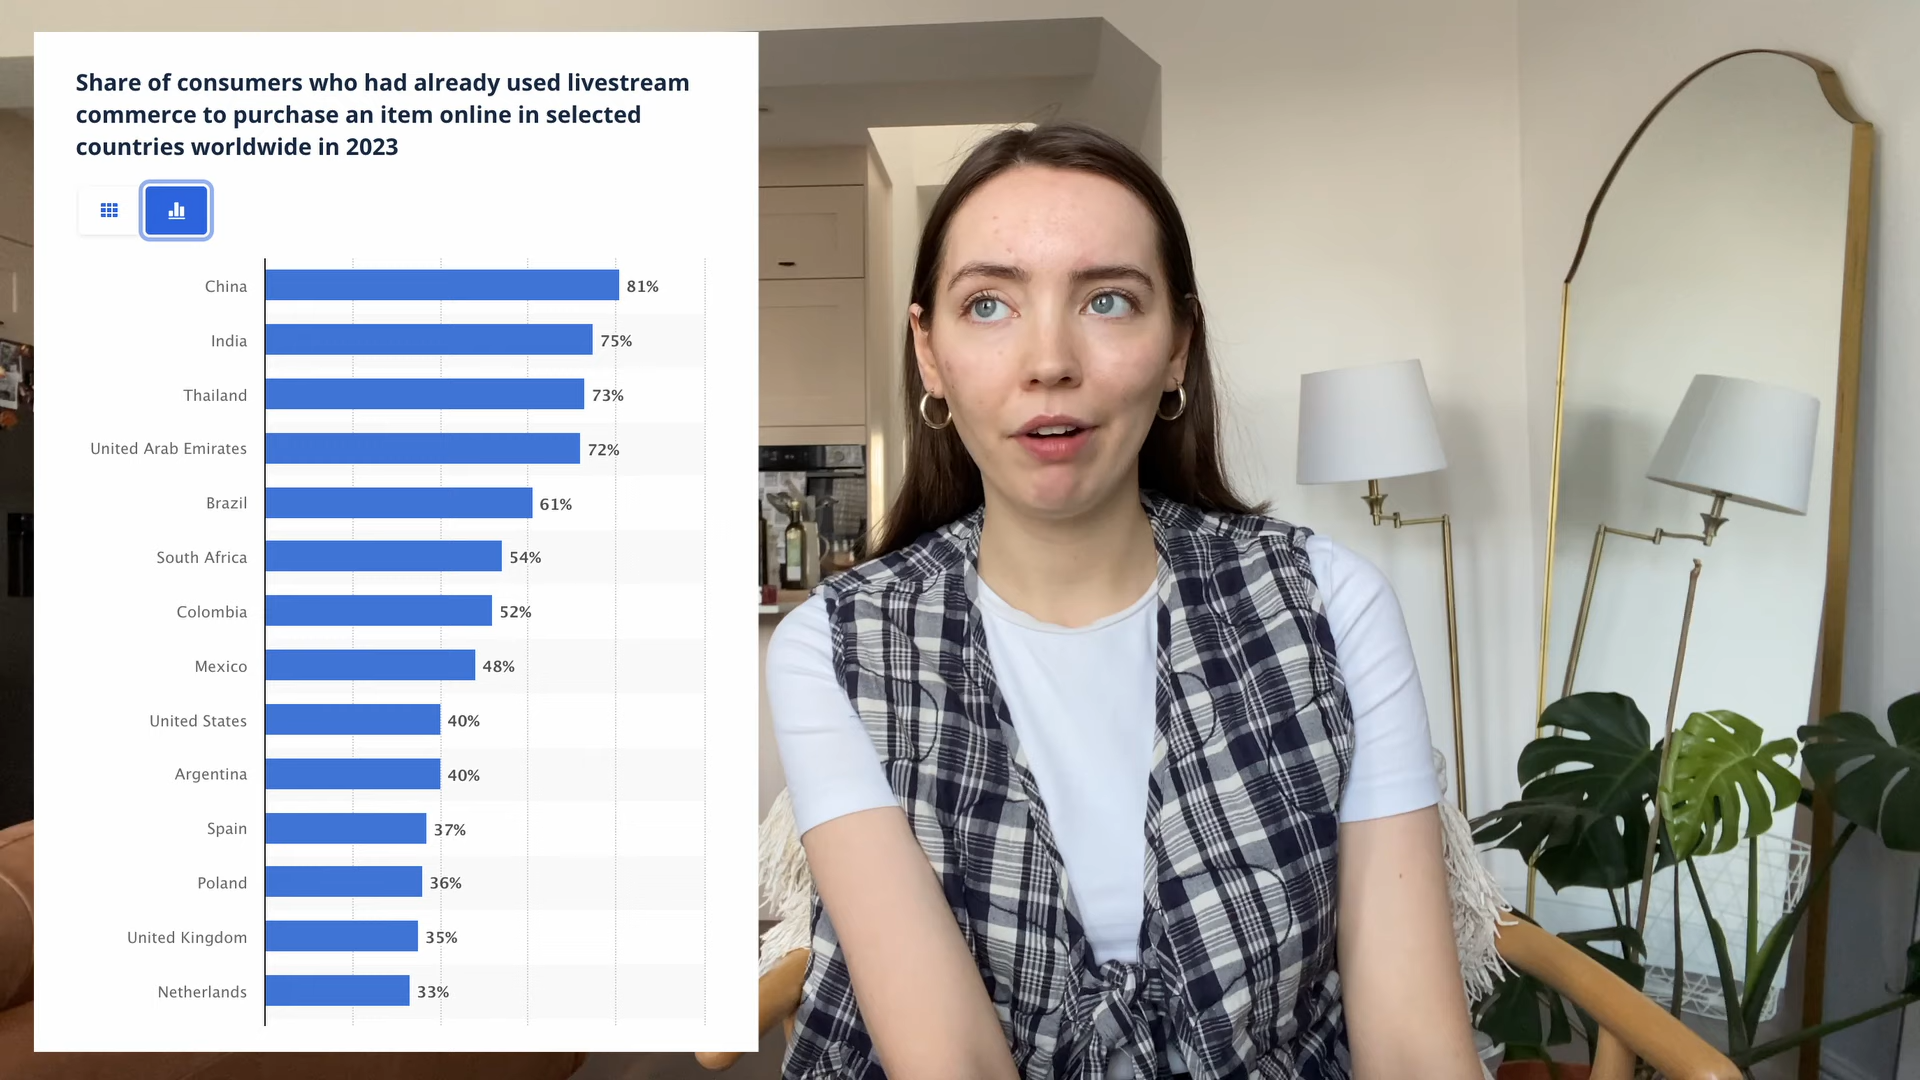 Share of consumers who had already used livestream
commerce to purchase an item online in selected
countries worldwide in 2023
China 81%
India 75%
Thailand 73%
United Arab Emirates 72%
Brazil 61%
South Africa 54%
Colombia 52%
Mexico 48%
United States 40%
Argentina 40%
Spain 37%
Poland 36%
United Kingdom 35%
Netherlands 33%